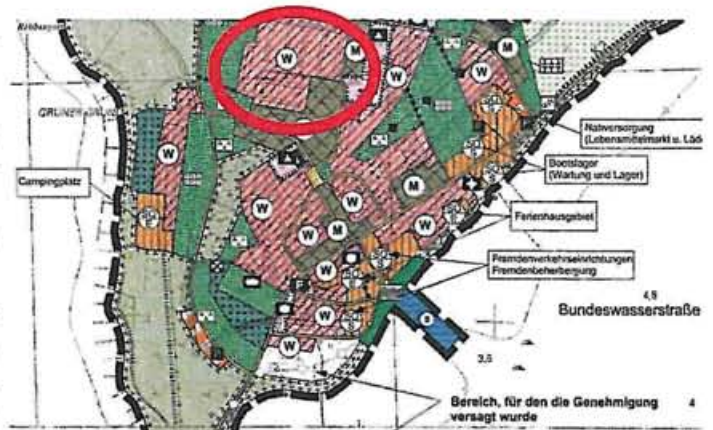 W
M
W
M
W
W
Nahversorgung
(Lebensmittelmarkt u.
Bootslager
(Wartung und Lager)
Campingplatz
W
W
W
M
W
Ferienhausgebiet
W
M
W
Fremdenverkehrseinrichtungen
Fremdenbeherbergung
W
W
4,5
Bundeswasserstraße
S
3,5
Bereich, für den die Genehmigung
versagt wurde
4